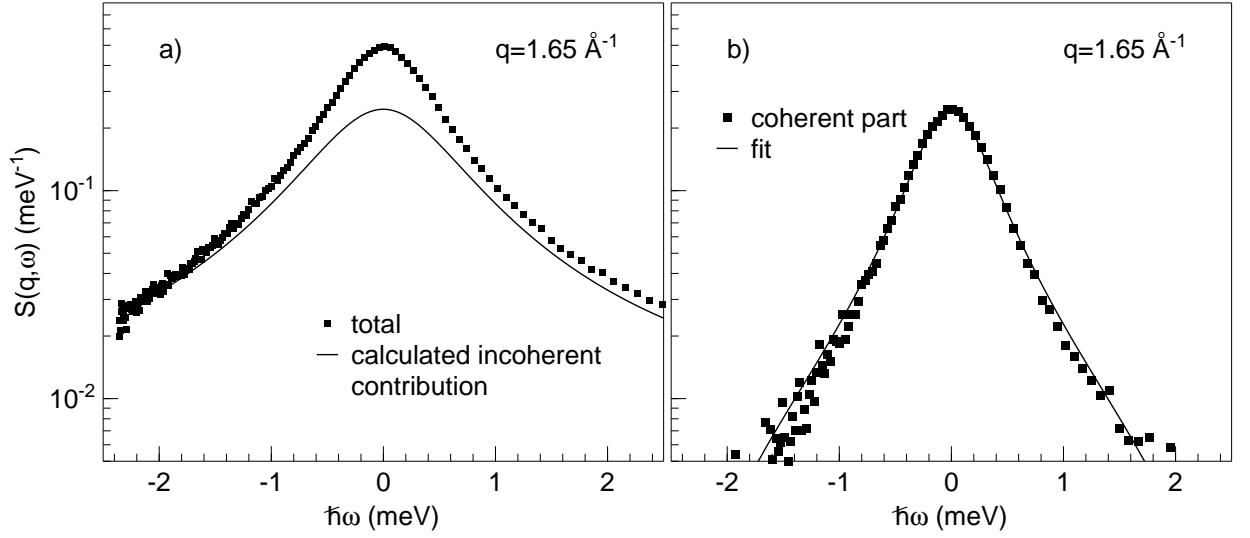 a) q=1.65 Å⁻¹
S(q,ω) (meV⁻¹)
10⁻¹
10⁻²
■ total
— calculated incoherent
contribution
-2 -1 0 1 2
ħω (meV)
b) q=1.65 Å⁻¹
■ coherent part
— fit
-2 -1 0 1 2
ħω (meV)